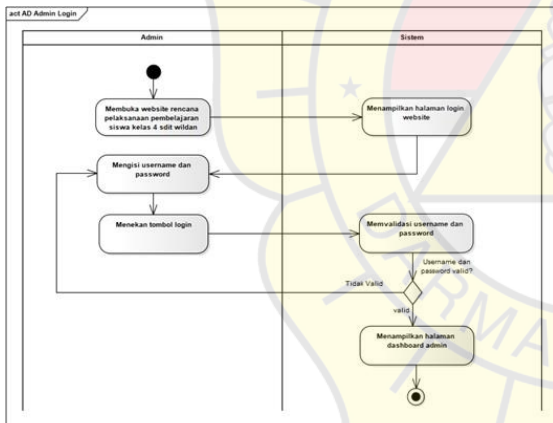 act AD Admin Login
Admin
Sistem
Membuka website rencana
pelaksanaan pembelajaran
siswa kelas 4 sdit wildan
Menampilkan halaman login
website
Mengisi username dan
password
Menekan tombol login
Memvalidasi username dan
password
Username dan
password valid?
Tidak Valid
valid
Menampilkan halaman
dashboard admin
DARMA